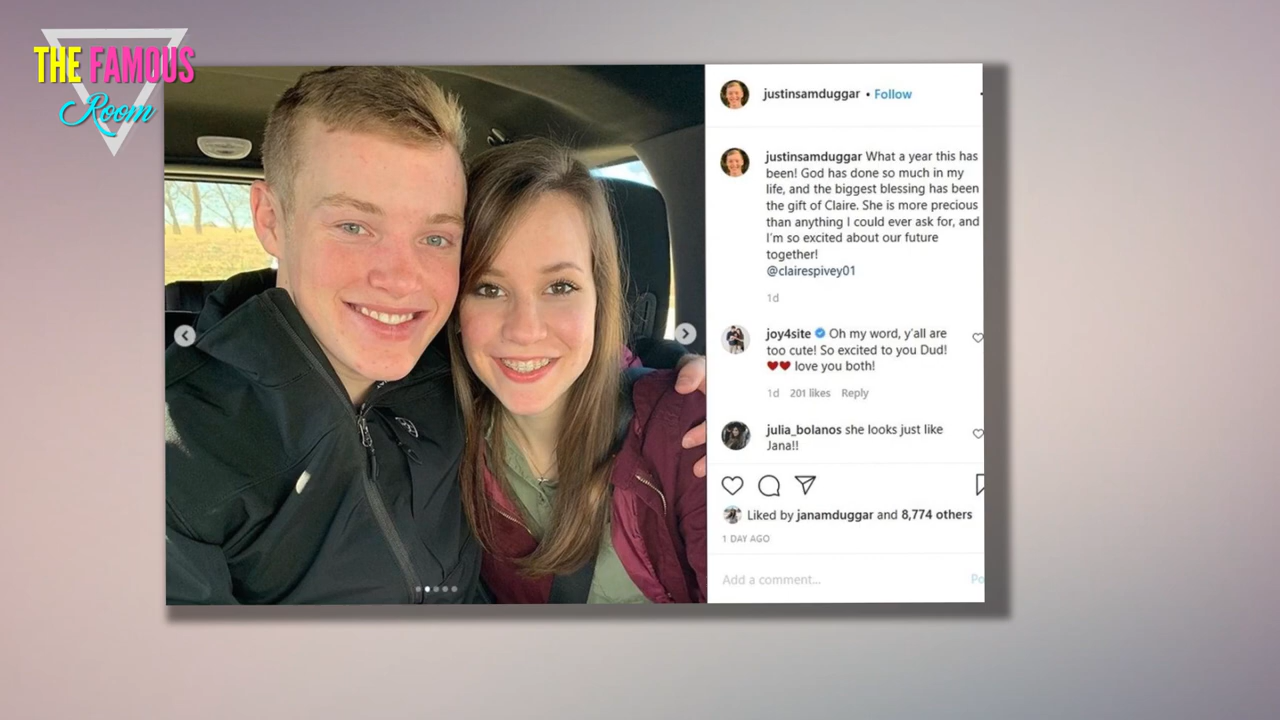 THE FAMOUS
Room
justinsamduggar • Follow
justinsamduggar What a year this has
been! God has done so much in my
life, and the biggest blessing has been
the gift of Claire. She is more precious
than anything I could ever ask for, and
I'm so excited about our future
together!
@clairespivey01
1d
joy4site Oh my word, y'all are
too cute! So excited to you Dud!
❤❤ love you both!
1d 201 likes Reply
julia_bolanos she looks just like
Jana!!
Liked by janamduggar and 8,774 others
1 DAY AGO
Add a comment...
Po